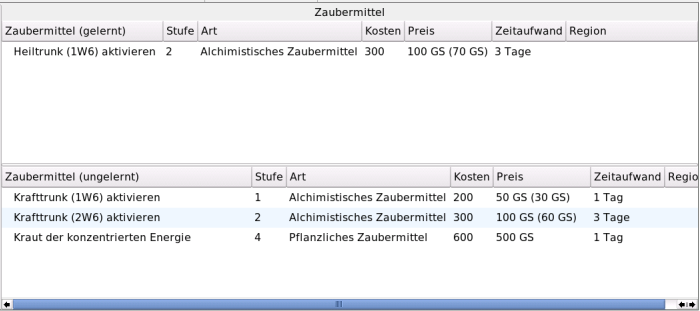 Zaubermittel
Zaubermittel (gelernt) Stufe Art Kosten Preis Zeitaufwand Region
Heiltrunk (1W6) aktivieren 2 Alchimistisches Zaubermittel 300 100 GS (70 GS) 3 Tage
Zaubermittel (ungelernt) Stufe Art Kosten Preis Zeitaufwand Regio
Krafttrunk (1W6) aktivieren 1 Alchimistisches Zaubermittel 200 50 GS (30 GS) 1 Tag
Krafttrunk (2W6) aktivieren 2 Alchimistisches Zaubermittel 300 100 GS (60 GS) 3 Tage
Kraut der konzentrierten Energie 4 Pflanzliches Zaubermittel 600 500 GS 1 Tag